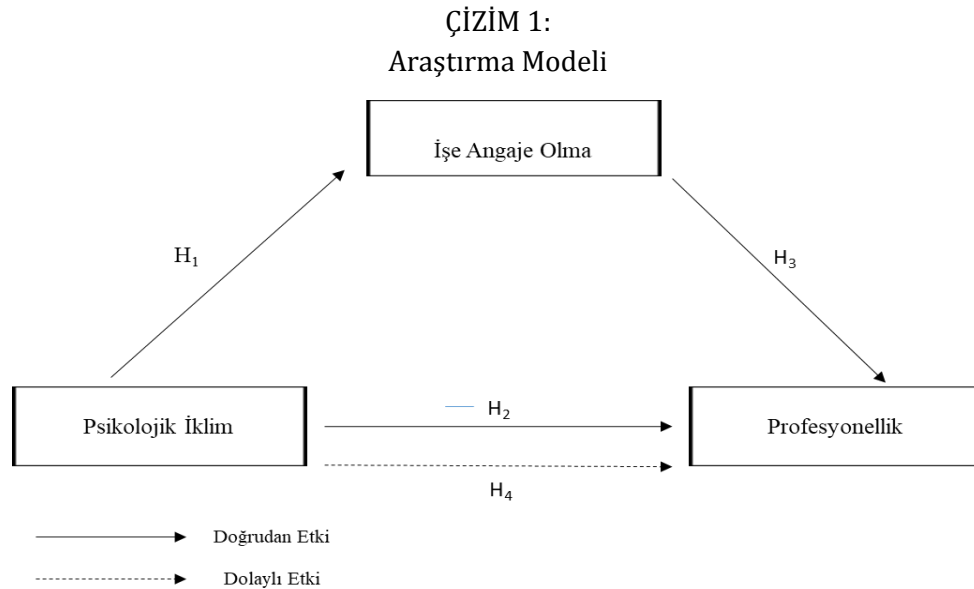 ÇİZİM 1:
Araştırma Modeli
İşe Angaje Olma
H₁
H₃
Psikolojik İklim
H₂
Profesyonellik
H₄
Doğrudan Etki
Dolaylı Etki